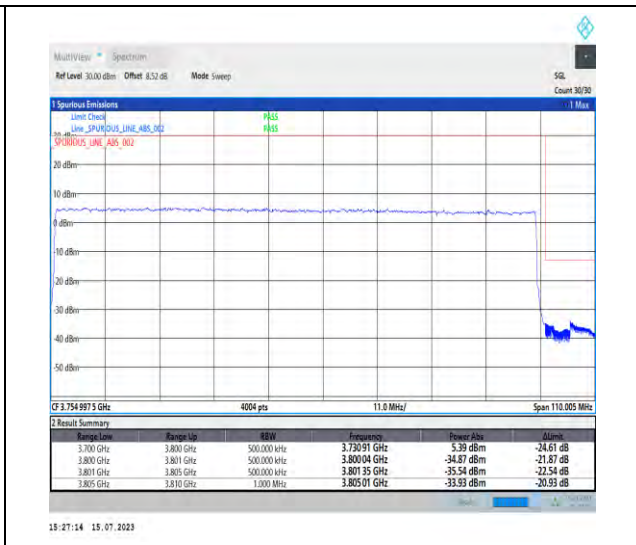 MultiView Spectrum
Ref Level 30.00 dBm Offset 8.52 dB Mode Sweep SGL
Count 30/30
1 Spurious Emissions 1 Max
Limit Check PASS
Line _SPURIOUS_LINE_ABS_002 PASS
_SPURIOUS_LINE_ABS_002
20 dBm
10 dBm
0 dBm
-10 dBm
-20 dBm
-30 dBm
-40 dBm
-50 dBm
CF 3.754 997 5 GHz 4004 pts 11.0 MHz/ Span 110.005 MHz
2 Result Summary
Range Low Range Up RBW Frequency Power Abs ΔLimit
3.700 GHz 3.800 GHz 500.000 kHz 3.730 91 GHz 5.39 dBm -24.61 dB
3.800 GHz 3.801 GHz 500.000 kHz 3.800 04 GHz -34.87 dBm -21.87 dB
3.801 GHz 3.805 GHz 500.000 kHz 3.801 35 GHz -35.54 dBm -22.54 dB
3.805 GHz 3.810 GHz 1.000 MHz 3.805 01 GHz -33.93 dBm -20.93 dB
15:27:14 15.07.2023